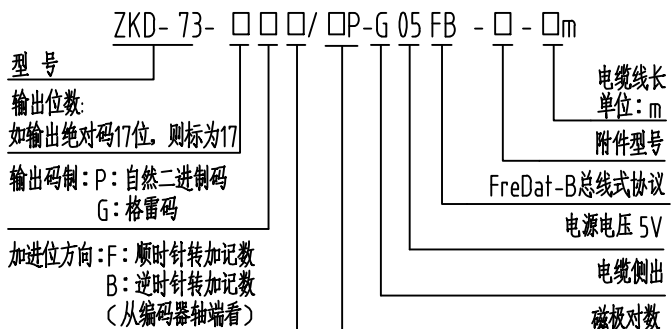 ZKD- 73- □ □ □/ □P-G 05 FB - □ - □m
型 号
输出位数:
如输出绝对码17位，则标为17
输出码制：P：自然二进制码
G：格雷码
加进位方向：F：顺时针转加记数
B：逆时针转加记数
（从编码器轴端看）
电缆线长
单位：m
附件型号
FreDat-B总线式协议
电源电压 5V
电缆侧出
磁极对数